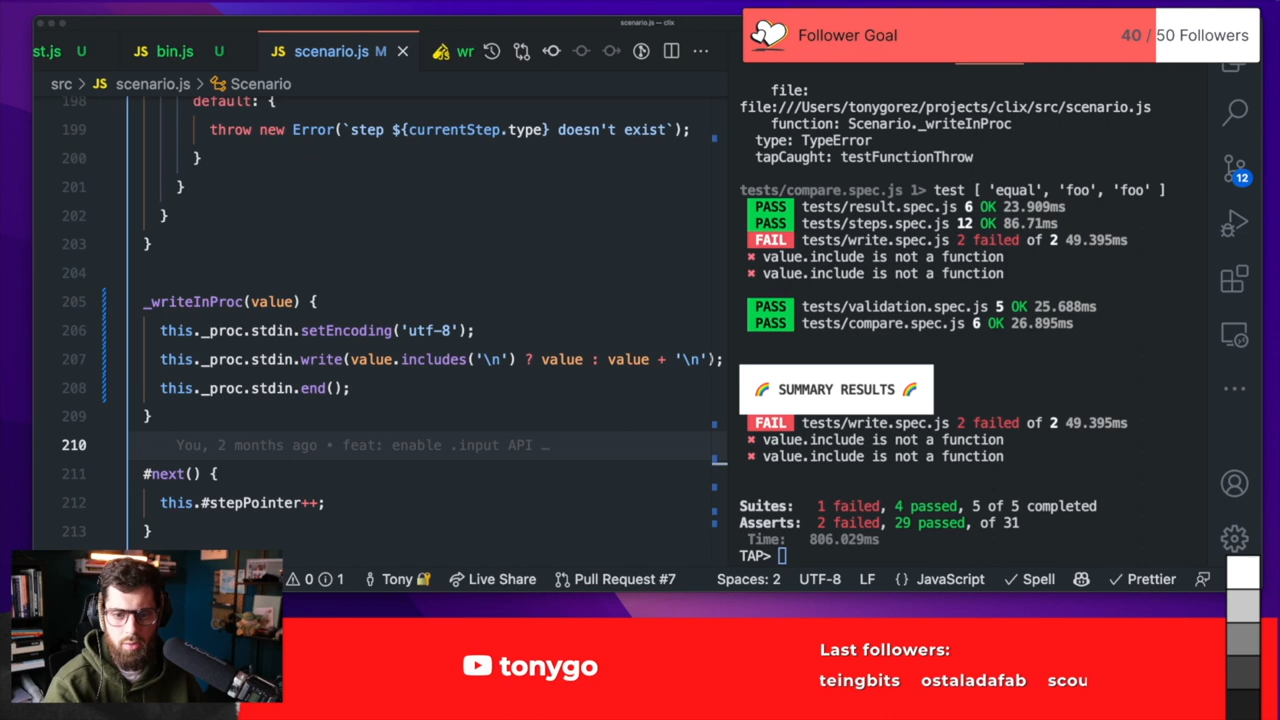 scenario.js — clix
st.js U JS bin.js U JS scenario.js M wr
src > JS scenario.js > Scenario
198 default: {
199 throw new Error(`step ${currentStep.type} doesn't exist`);
200 }
201 }
202 }
203 }
204
205 _writeInProc(value) {
206 this._proc.stdin.setEncoding('utf-8');
207 this._proc.stdin.write(value.includes('\n') ? value : value + '\n');
208 this._proc.stdin.end();
209 }
210 You, 2 months ago • feat: enable .input API …
211 #next() {
212 this.#stepPointer++;
213 }
Follower Goal 40 / 50 Followers
file:
file:///Users/tonygorez/projects/clix/src/scenario.js
function: Scenario._writeInProc
type: TypeError
tapCaught: testFunctionThrow
tests/compare.spec.js 1> test [ 'equal', 'foo', 'foo' ]
PASS tests/result.spec.js 6 OK 23.909ms
PASS tests/steps.spec.js 12 OK 86.71ms
FAIL tests/write.spec.js 2 failed of 2 49.395ms
✖ value.include is not a function
✖ value.include is not a function
PASS tests/validation.spec.js 5 OK 25.688ms
PASS tests/compare.spec.js 6 OK 26.895ms
🌈 SUMMARY RESULTS 🌈
FAIL tests/write.spec.js 2 failed of 2 49.395ms
✖ value.include is not a function
✖ value.include is not a function
Suites: 1 failed, 4 passed, 5 of 5 completed
Asserts: 2 failed, 29 passed, of 31
Time: 806.029ms
TAP>
12
0 1 Tony 🔐 Live Share Pull Request #7 Spaces: 2 UTF-8 LF {} JavaScript ✓ Spell ✓ Prettier
tonygo
Last followers:
teingbits ostaladafab scou